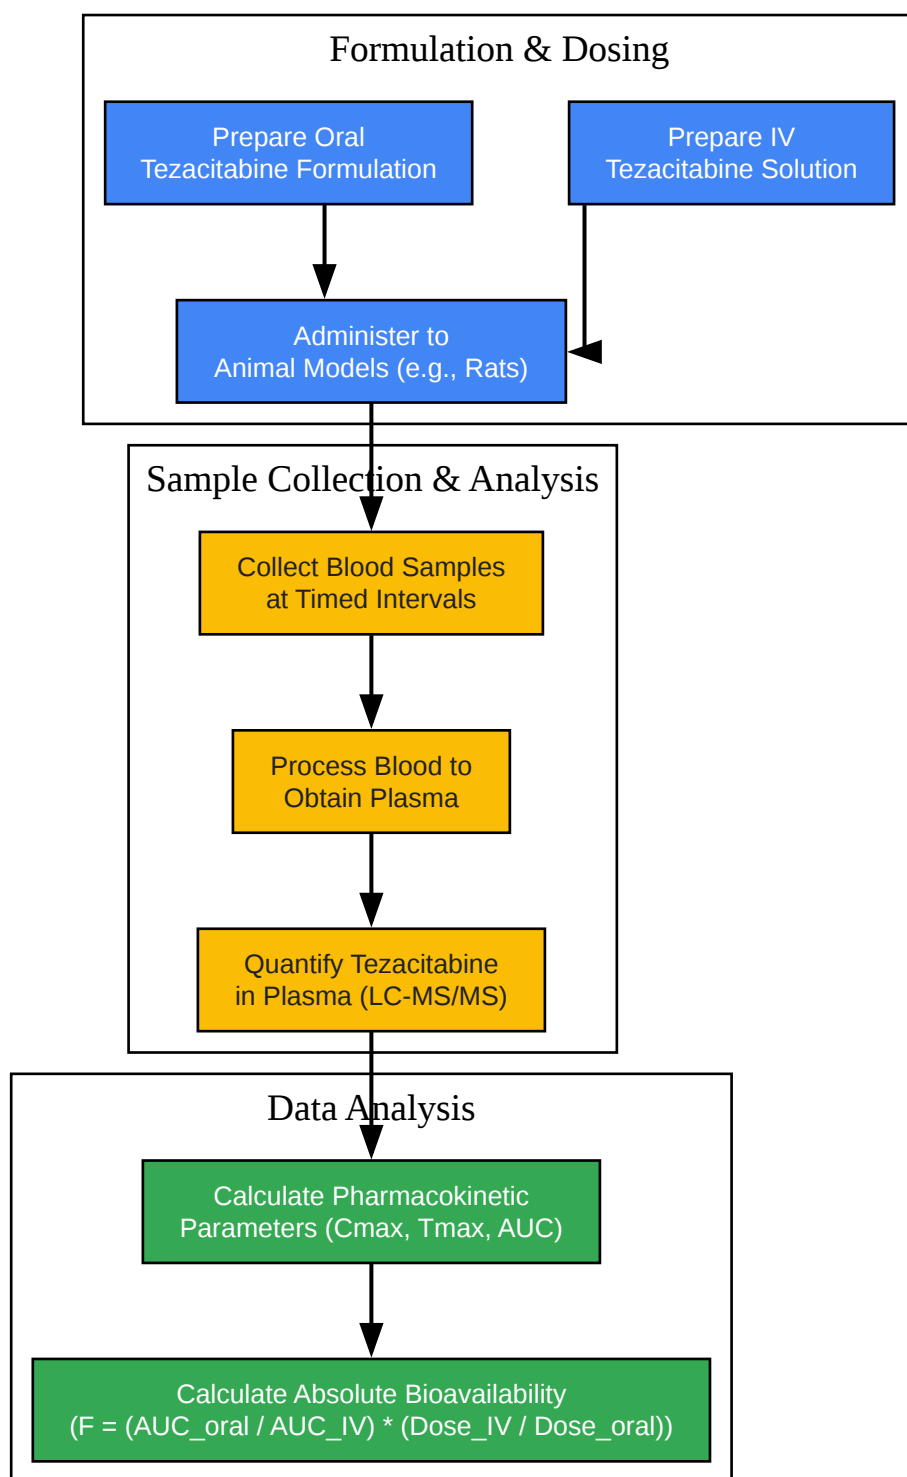 Formulation & Dosing
Prepare Oral
Tezacitabine Formulation
Prepare IV
Tezacitabine Solution
Administer to
Animal Models (e.g., Rats)
Sample Collection & Analysis
Collect Blood Samples
at Timed Intervals
Process Blood to
Obtain Plasma
Quantify Tezacitabine
in Plasma (LC-MS/MS)
Data Analysis
Calculate Pharmacokinetic
Parameters (Cmax, Tmax, AUC)
Calculate Absolute Bioavailability
(F = (AUC_oral / AUC_IV) * (Dose_IV / Dose_oral))